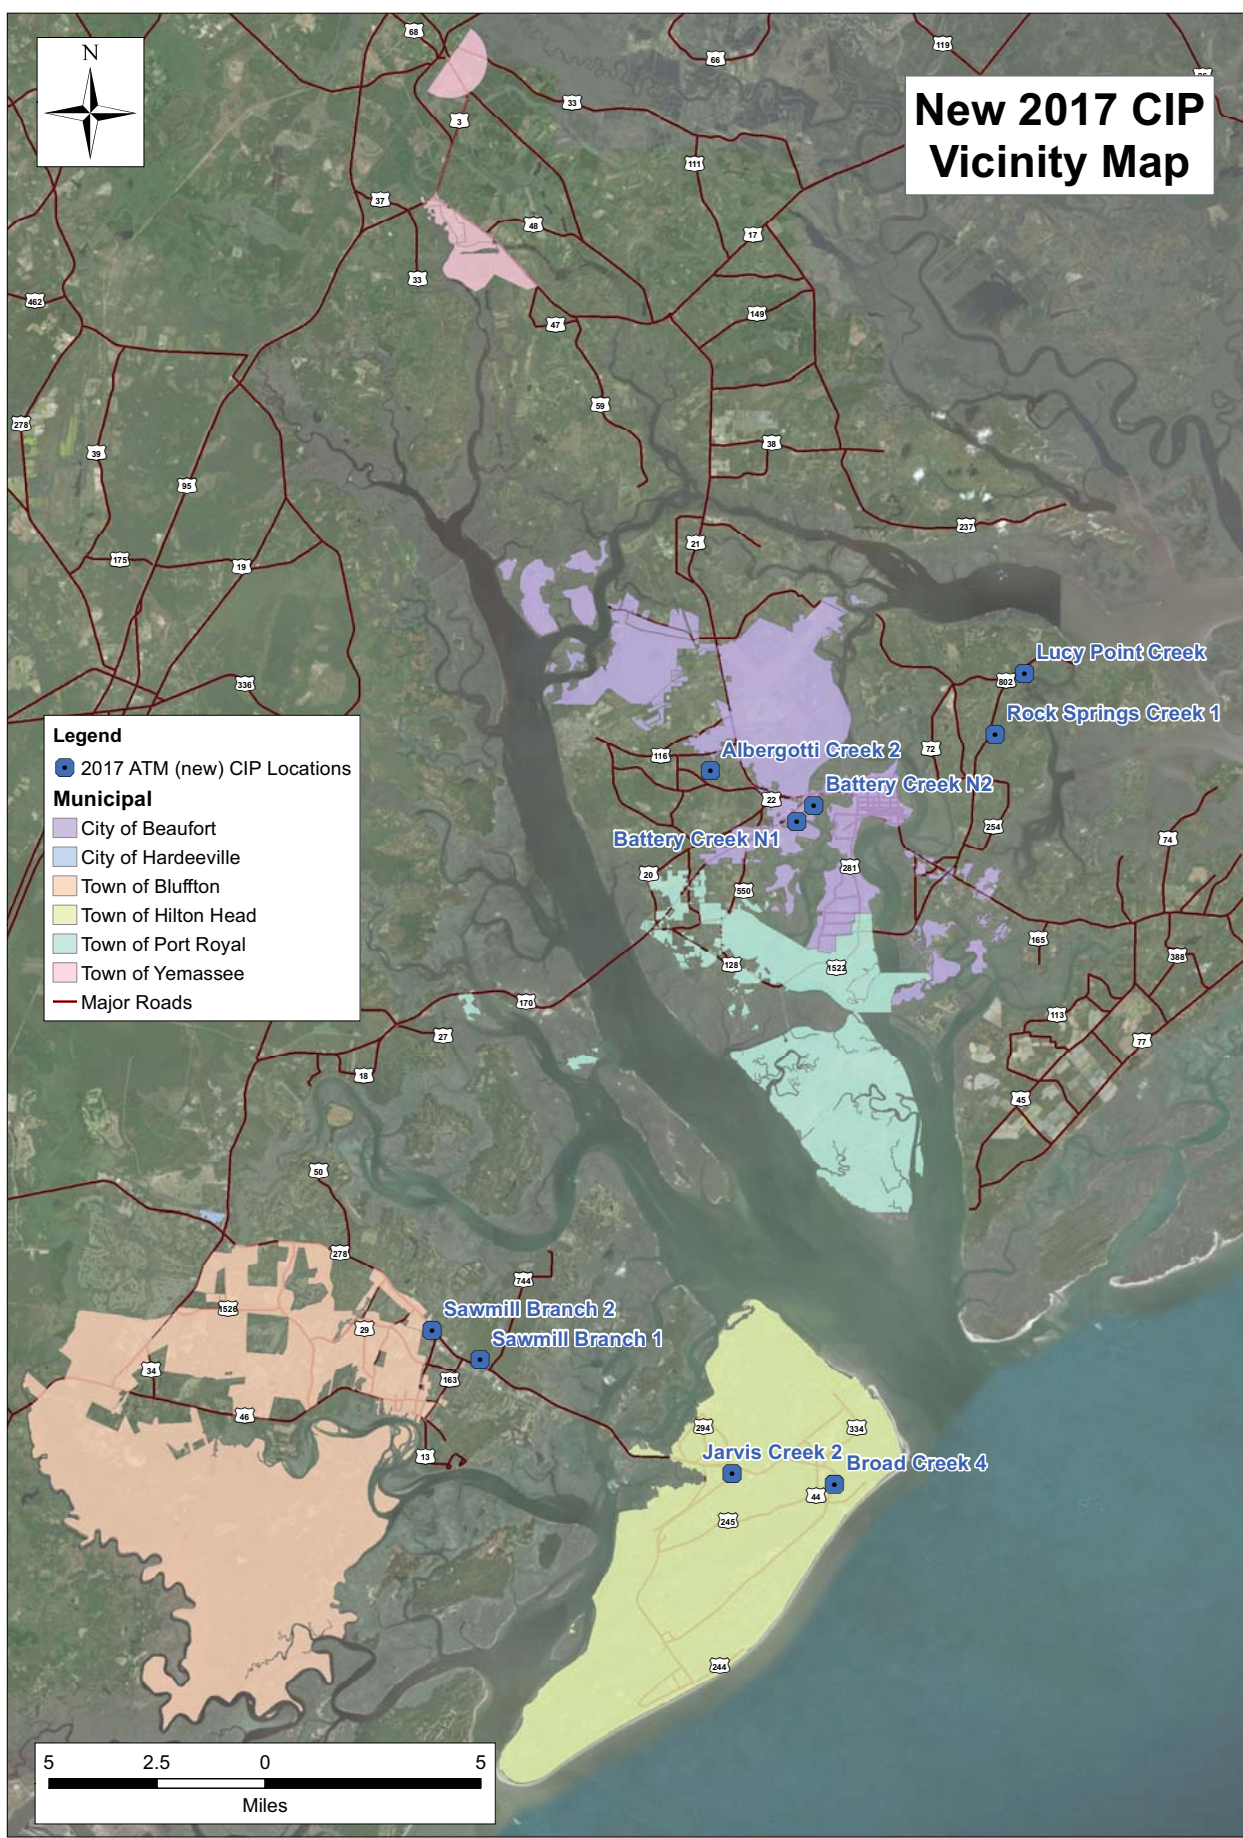 N
New 2017 CIP
Vicinity Map
68
66
119
33
3
111
37
48
17
33
462
149
47
59
278
38
39
95
237
21
175
19
Lucy Point Creek
802
336
Rock Springs Creek 1
72
116
Albergotti Creek 2
Battery Creek N2
22
254
Battery Creek N1
74
281
20
550
165
388
128
1522
170
113
27
77
18
45
Legend
2017 ATM (new) CIP Locations
Municipal
City of Beaufort
City of Hardeeville
Town of Bluffton
Town of Hilton Head
Town of Port Royal
Town of Yemassee
Major Roads
50
278
744
1526
Sawmill Branch 2
29
Sawmill Branch 1
34
163
46
294
334
13
Jarvis Creek 2
Broad Creek 4
44
245
244
5 2.5 0 5
Miles